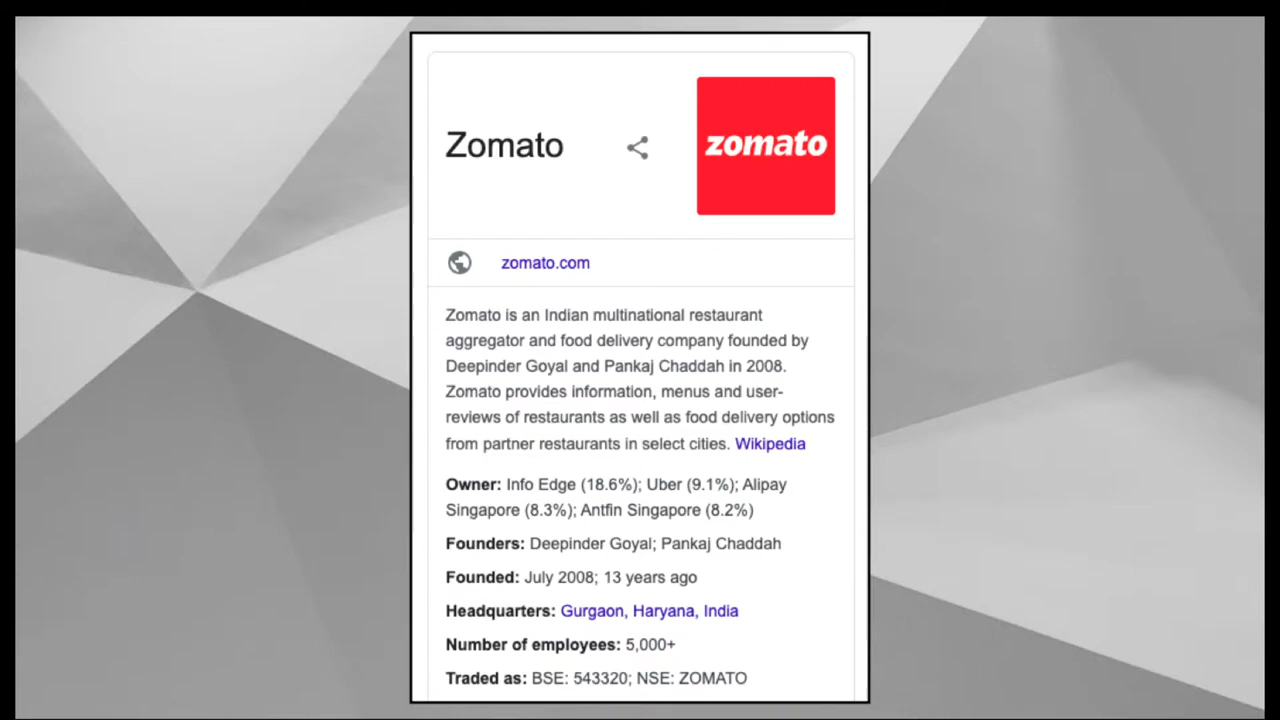 Zomato
zomato
zomato.com
Zomato is an Indian multinational restaurant
aggregator and food delivery company founded by
Deepinder Goyal and Pankaj Chaddah in 2008.
Zomato provides information, menus and user-
reviews of restaurants as well as food delivery options
from partner restaurants in select cities. Wikipedia
Owner: Info Edge (18.6%); Uber (9.1%); Alipay
Singapore (8.3%); Antfin Singapore (8.2%)
Founders: Deepinder Goyal; Pankaj Chaddah
Founded: July 2008; 13 years ago
Headquarters: Gurgaon, Haryana, India
Number of employees: 5,000+
Traded as: BSE: 543320; NSE: ZOMATO